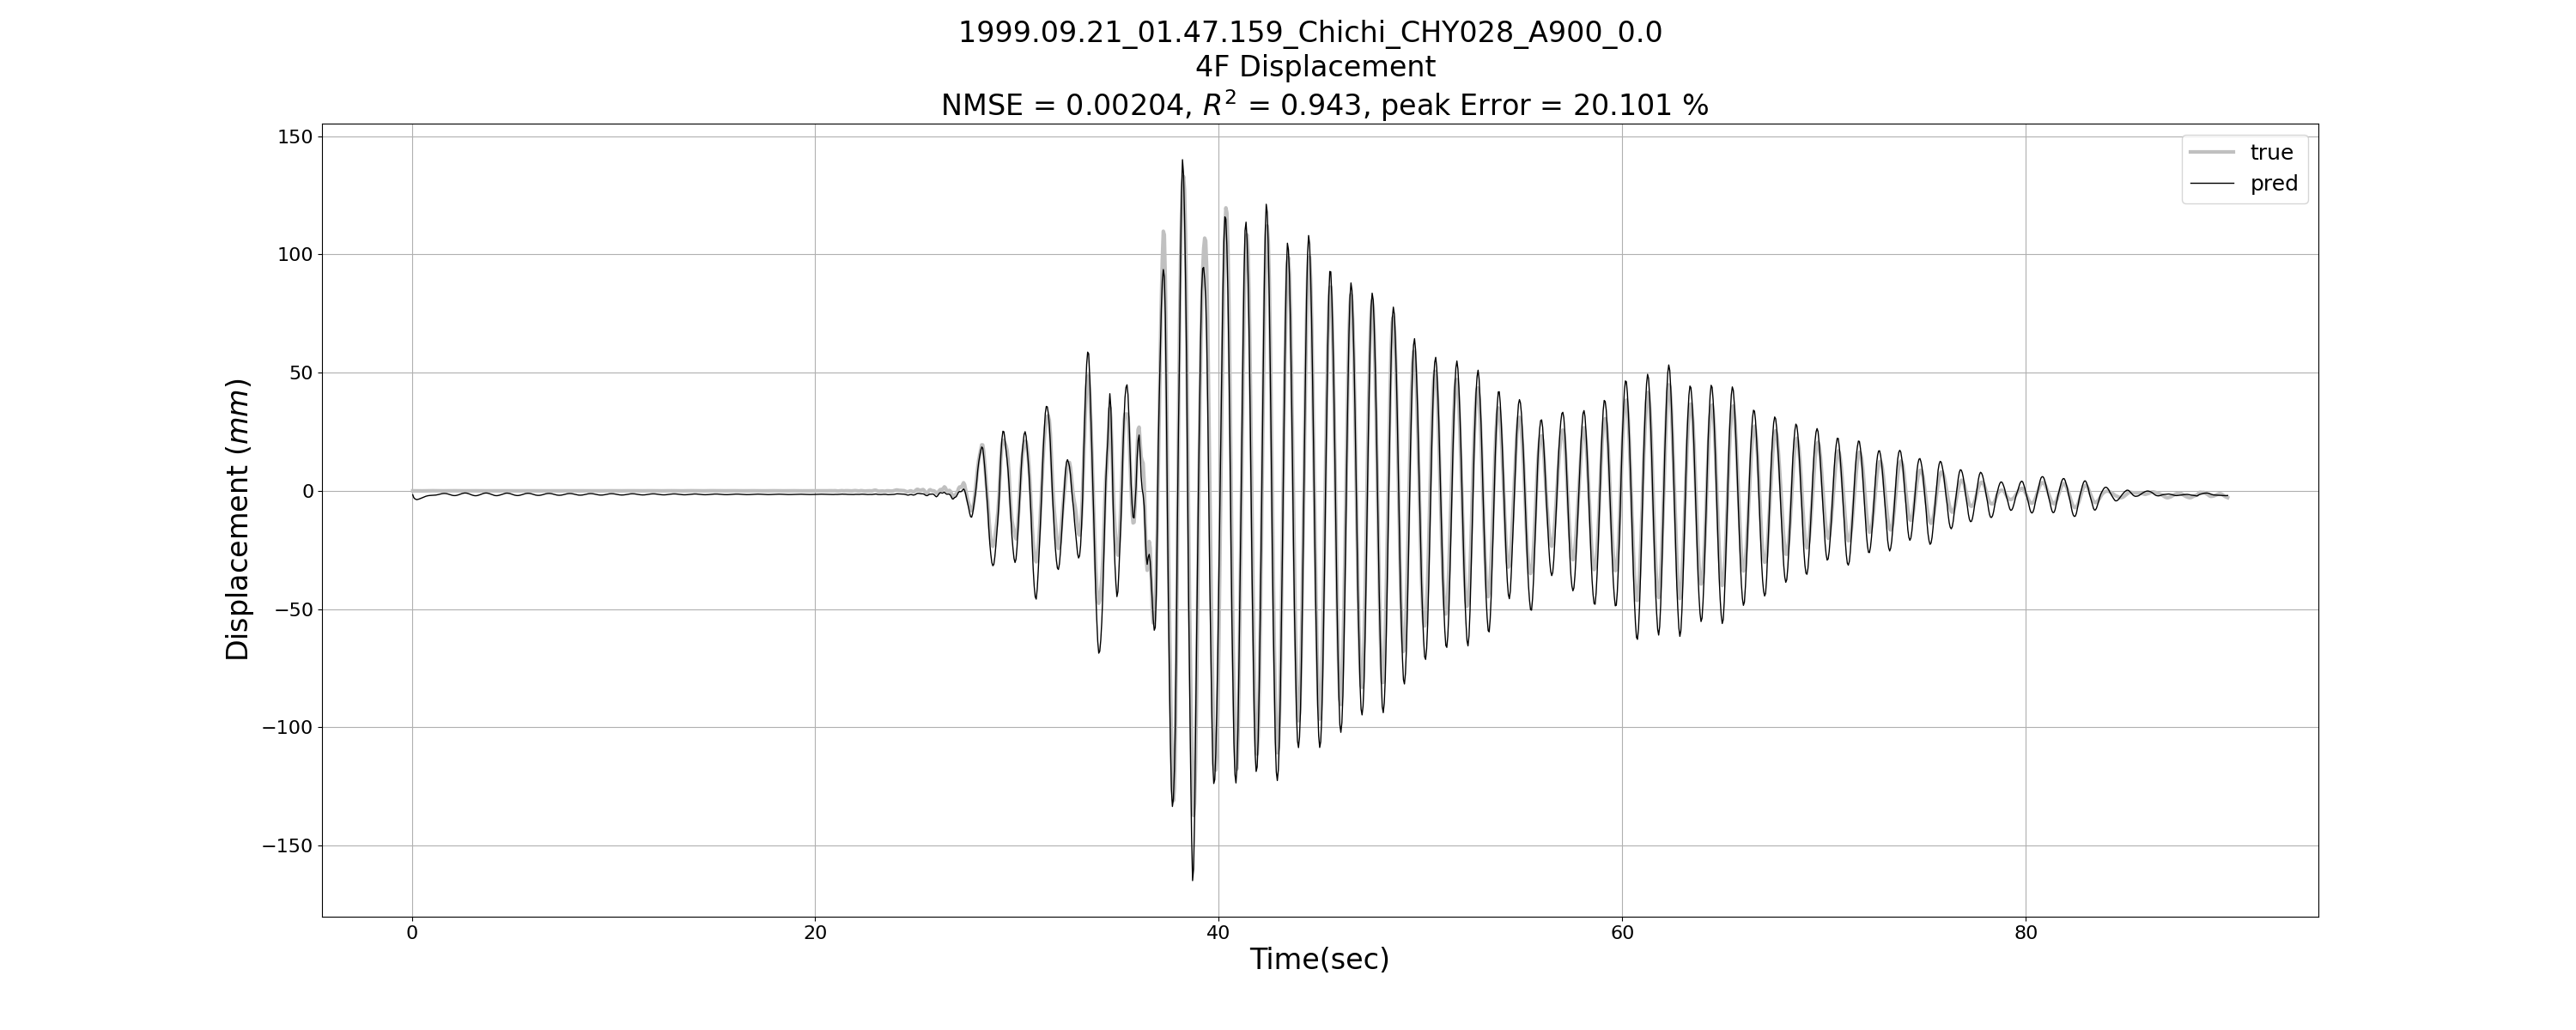 1999.09.21_01.47.159_Chichi_CHY028_A900_0.0
4F Displacement
NMSE = 0.00204, R² = 0.943, peak Error = 20.101 %
true
pred
150
100
50
0
−50
−100
−150
Displacement (mm)
0
20
40
60
80
Time(sec)